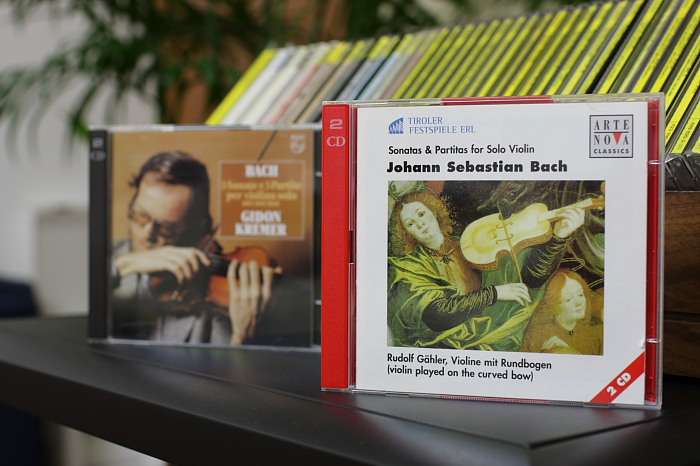 2
CD
BACH
3 Sonate e 3 Partite
per violino solo
GIDON
KREMER
2
CD
TIROLER
FESTSPIELE ERL
Sonatas & Partitas for Solo Violin
Johann Sebastian Bach
ARTE
NOVA
CLASSICS
Rudolf Gähler, Violine mit Rundbogen
(violin played on the curved bow)
2 CD